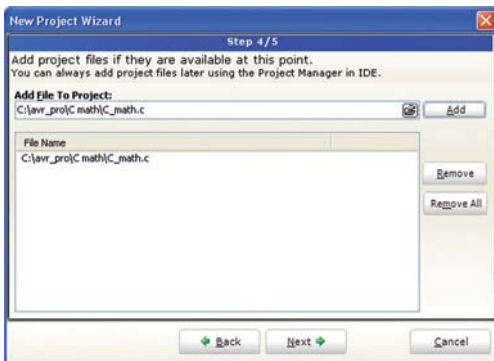 New Project Wizard
Step 4/5
Add project files if they are available at this point.
You can always add project files later using the Project Manager in IDE.
Add File To Project:
C:\avr_pro\C math\C_math.c
Add
File Name
C:\avr_pro\C math\C_math.c
Remove
Remove All
Back
Next
Cancel